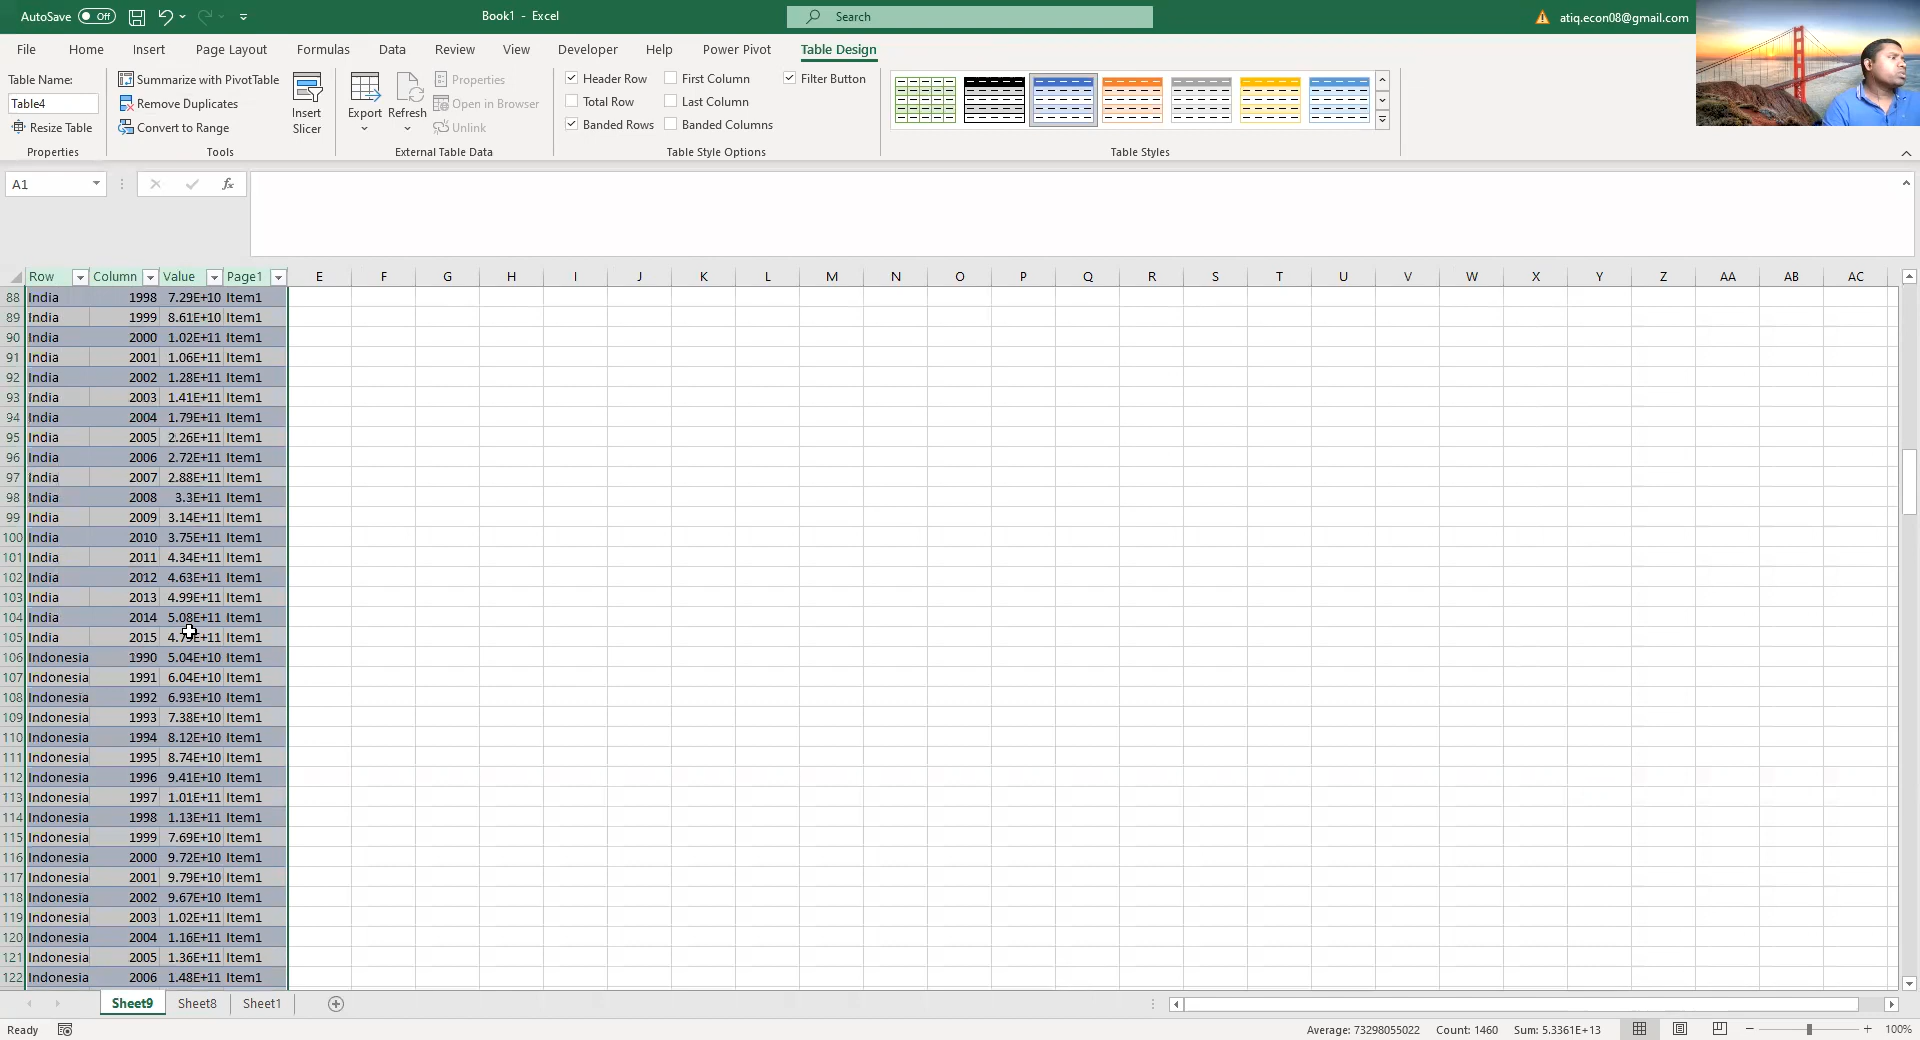 AutoSave Off Book1 - Excel Search atiq.econ08@gmail.com
File Home Insert Page Layout Formulas Data Review View Developer Help Power Pivot Table Design
Table Name:
Table4
Resize Table
Properties
Summarize with PivotTable
Remove Duplicates
Convert to Range
Tools
Insert
Slicer
Export
Refresh
Properties
Open in Browser
Unlink
External Table Data
Header Row First Column Filter Button
Total Row Last Column
Banded Rows Banded Columns
Table Style Options
Table Styles
A1 fx
Row Column Value Page1 E F G H I J K L M N O P Q R S T U V W X Y Z AA AB AC
88 India 1998 7.29E+10 Item1
89 India 1999 8.61E+10 Item1
90 India 2000 1.02E+11 Item1
91 India 2001 1.06E+11 Item1
92 India 2002 1.28E+11 Item1
93 India 2003 1.41E+11 Item1
94 India 2004 1.79E+11 Item1
95 India 2005 2.26E+11 Item1
96 India 2006 2.72E+11 Item1
97 India 2007 2.88E+11 Item1
98 India 2008 3.3E+11 Item1
99 India 2009 3.14E+11 Item1
100 India 2010 3.75E+11 Item1
101 India 2011 4.34E+11 Item1
102 India 2012 4.63E+11 Item1
103 India 2013 4.99E+11 Item1
104 India 2014 5.08E+11 Item1
105 India 2015 Item1
106 Indonesia 1990 5.04E+10 Item1
107 Indonesia 1991 6.04E+10 Item1
108 Indonesia 1992 6.93E+10 Item1
109 Indonesia 1993 7.38E+10 Item1
110 Indonesia 1994 8.12E+10 Item1
111 Indonesia 1995 8.74E+10 Item1
112 Indonesia 1996 9.41E+10 Item1
113 Indonesia 1997 1.01E+11 Item1
114 Indonesia 1998 1.13E+11 Item1
115 Indonesia 1999 7.69E+10 Item1
116 Indonesia 2000 9.72E+10 Item1
117 Indonesia 2001 9.79E+10 Item1
118 Indonesia 2002 9.67E+10 Item1
119 Indonesia 2003 1.02E+11 Item1
120 Indonesia 2004 1.16E+11 Item1
121 Indonesia 2005 1.36E+11 Item1
122 Indonesia 2006 1.48E+11 Item1
Sheet9 Sheet8 Sheet1
Ready Average: 73298055022 Count: 1460 Sum: 5.3361E+13 100%